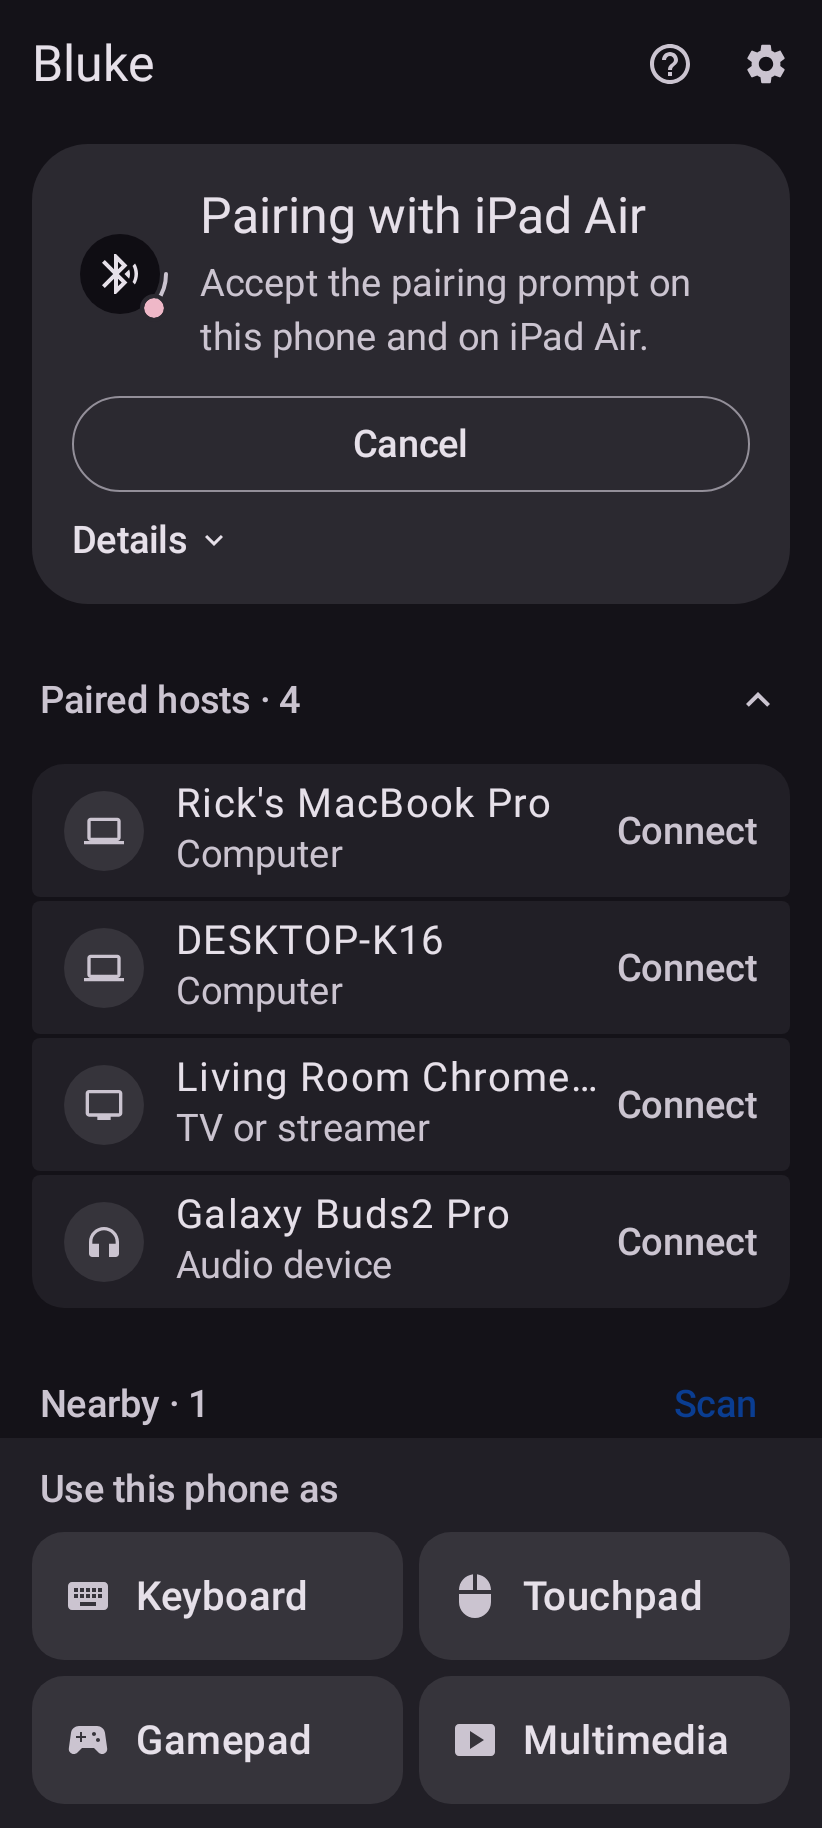 Bluke
Pairing with iPad Air
Accept the pairing prompt on
this phone and on iPad Air.
Cancel
Details
Paired hosts · 4
Rick's MacBook Pro
Computer
Connect
DESKTOP-K16
Computer
Connect
Living Room Chrome…
TV or streamer
Connect
Galaxy Buds2 Pro
Audio device
Connect
Nearby · 1
Scan
Use this phone as
Keyboard
Touchpad
Gamepad
Multimedia